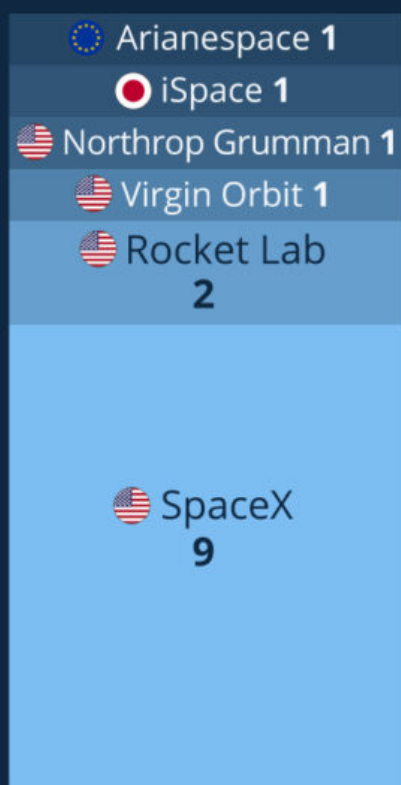 Arianespace 1
iSpace 1
Northrop Grumman 1
Virgin Orbit 1
Rocket Lab
2
SpaceX
9